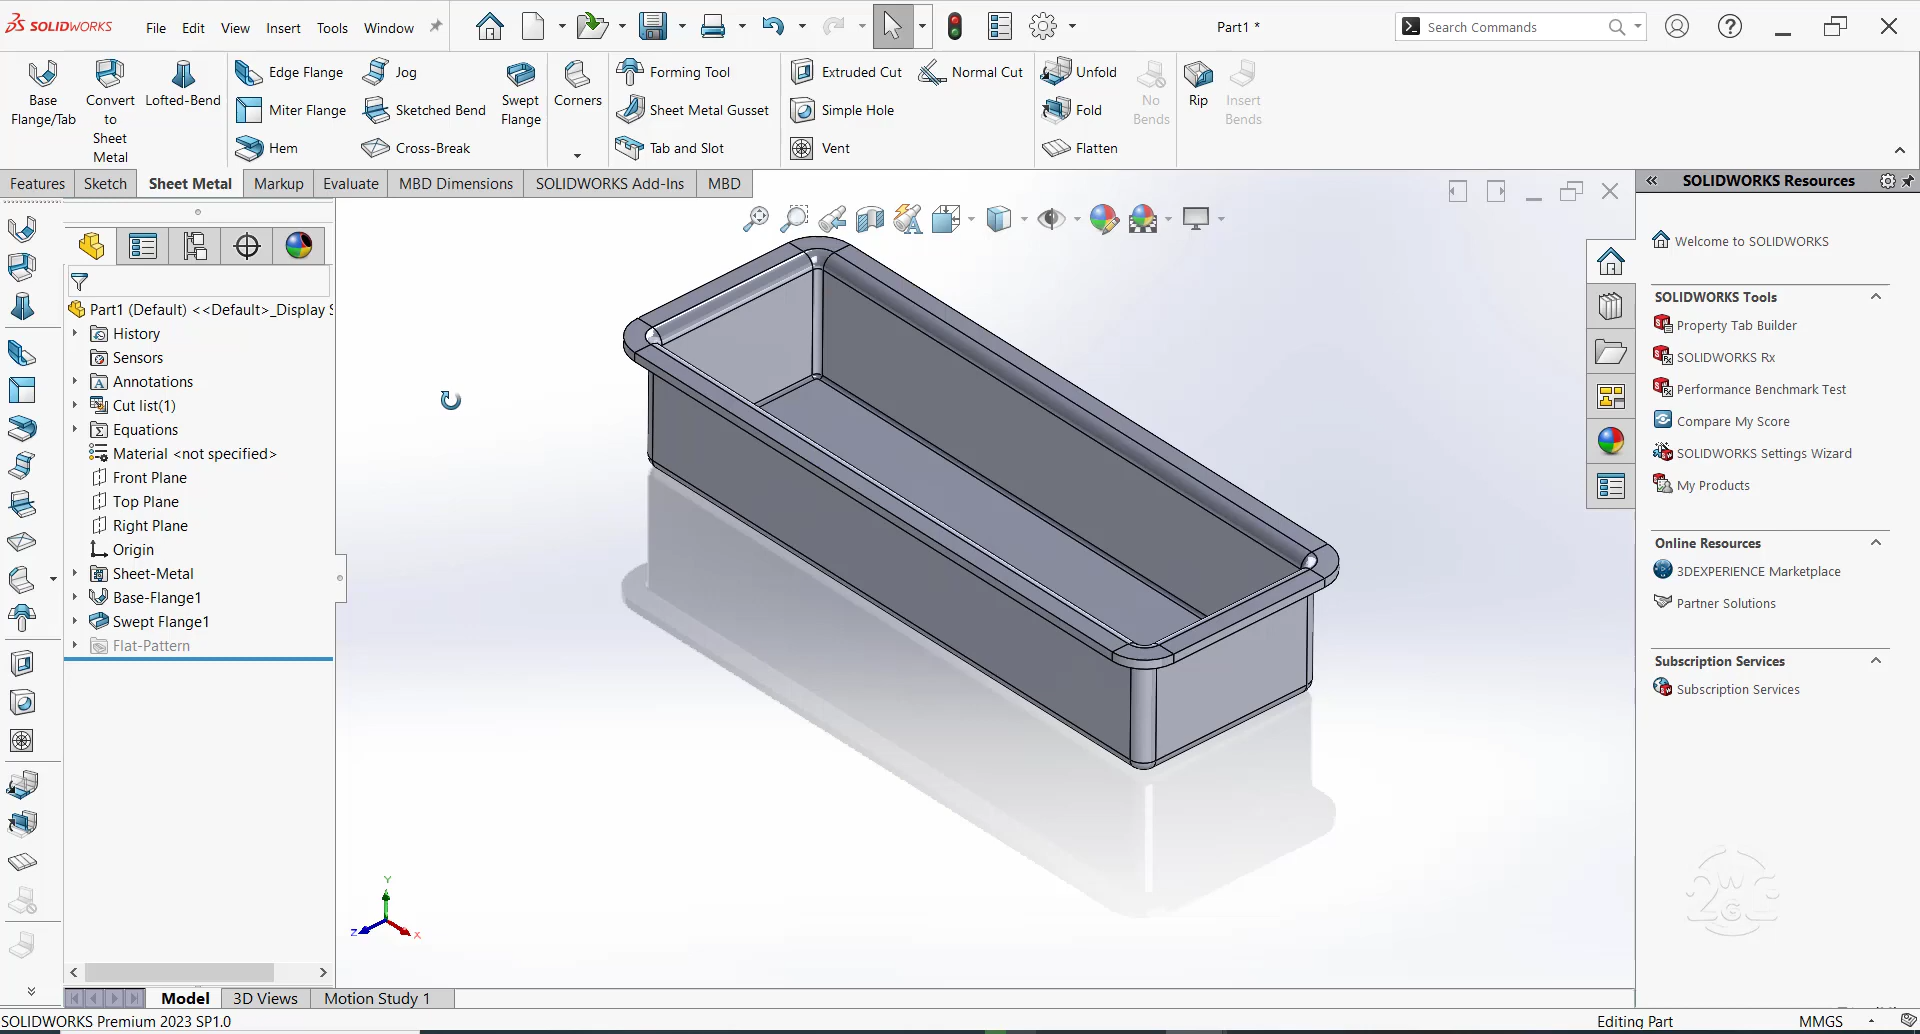 SOLIDWORKS
File Edit View Insert Tools Window
Part1 *
Search Commands
Base Flange/Tab
Convert to Sheet Metal
Lofted-Bend
Edge Flange
Miter Flange
Hem
Jog
Sketched Bend
Cross-Break
Swept Flange
Corners
Forming Tool
Sheet Metal Gusset
Tab and Slot
Extruded Cut
Simple Hole
Vent
Normal Cut
Unfold
Fold
Flatten
No Bends
Rip
Insert Bends
Features Sketch Sheet Metal Markup Evaluate MBD Dimensions SOLIDWORKS Add-Ins MBD
SOLIDWORKS Resources
Part1 (Default) <<Default>_Display S
History
Sensors
Annotations
Cut list(1)
Equations
Material <not specified>
Front Plane
Top Plane
Right Plane
Origin
Sheet-Metal
Base-Flange1
Swept Flange1
Flat-Pattern
Y
Z
X
Welcome to SOLIDWORKS
SOLIDWORKS Tools
Property Tab Builder
SOLIDWORKS Rx
Performance Benchmark Test
Compare My Score
SOLIDWORKS Settings Wizard
My Products
Online Resources
3DEXPERIENCE Marketplace
Partner Solutions
Subscription Services
Subscription Services
Model 3D Views Motion Study 1
SOLIDWORKS Premium 2023 SP1.0
Editing Part
MMGS